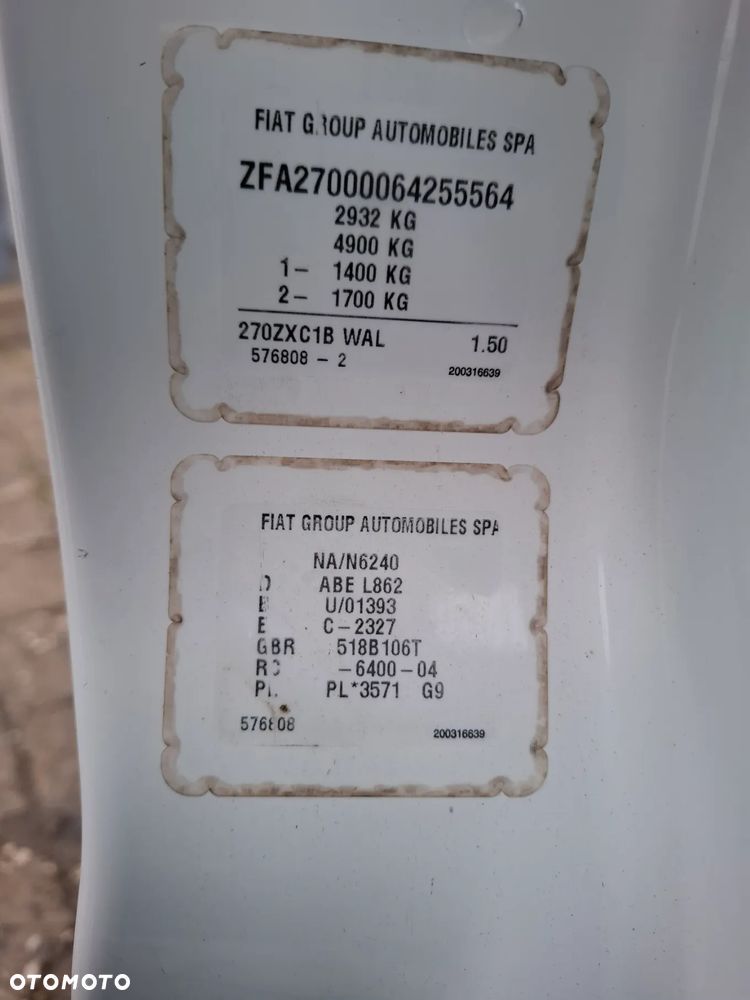 FIAT GROUP AUTOMOBILES SPA
ZFA27000064255564
2932 KG
4900 KG
1- 1400 KG
2- 1700 KG
270ZXC1B WAL 1.50
576808 - 2 200316639
FIAT GROUP AUTOMOBILES SPA
NA/N6240
D ABE L862
U/01393
E C-2327
GBR 518B106T
-6400-04
PL*3571 G9
576808 200316639
OTOMOTO